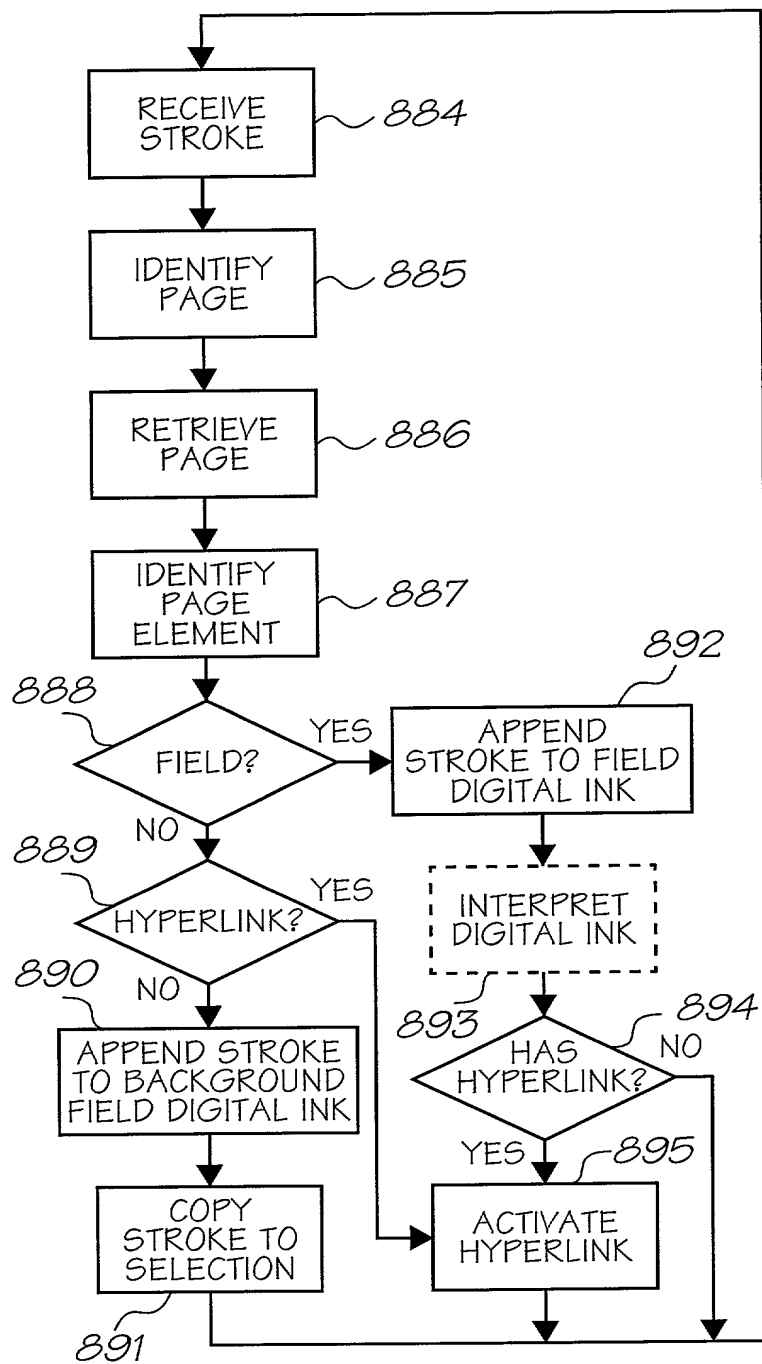 RECEIVE
STROKE
884
IDENTIFY
PAGE
885
RETRIEVE
PAGE
886
IDENTIFY
PAGE
ELEMENT
887
888
FIELD?
YES
NO
892
APPEND
STROKE TO FIELD
DIGITAL INK
889
HYPERLINK?
YES
NO
INTERPRET
DIGITAL INK
893
890
APPEND STROKE
TO BACKGROUND
FIELD DIGITAL INK
894
HAS
HYPERLINK?
NO
YES
895
COPY
STROKE TO
SELECTION
891
ACTIVATE
HYPERLINK